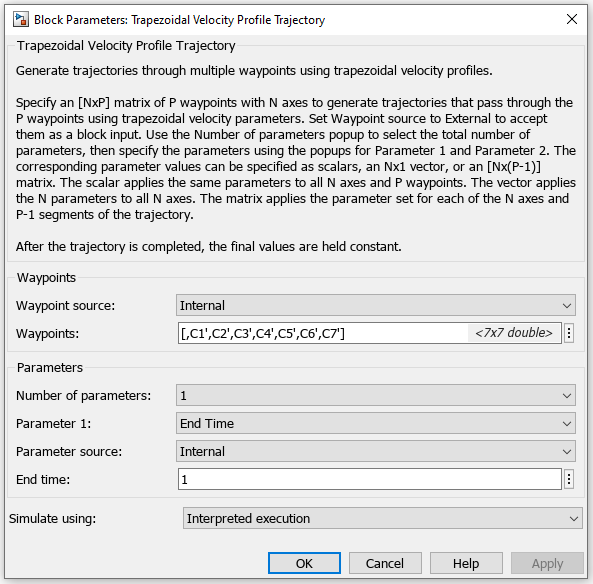 Block Parameters: Trapezoidal Velocity Profile Trajectory
Trapezoidal Velocity Profile Trajectory
Generate trajectories through multiple waypoints using trapezoidal velocity profiles.
Specify an [NxP] matrix of P waypoints with N axes to generate trajectories that pass through the
P waypoints using trapezoidal velocity parameters. Set Waypoint source to External to accept
them as a block input. Use the Number of parameters popup to select the total number of
parameters, then specify the parameters using the popups for Parameter 1 and Parameter 2. The
corresponding parameter values can be specified as scalars, an Nx1 vector, or an [Nx(P-1)]
matrix. The scalar applies the same parameters to all N axes and P waypoints. The vector applies
the N parameters to all N axes. The matrix applies the parameter set for each of the N axes and
P-1 segments of the trajectory.
After the trajectory is completed, the final values are held constant.
Waypoints
Waypoint source: Internal
Waypoints: [,C1',C2',C3',C4',C5',C6',C7'] <7x7 double>
Parameters
Number of parameters: 1
Parameter 1: End Time
Parameter source: Internal
End time: 1
Simulate using: Interpreted execution
OK Cancel Help Apply